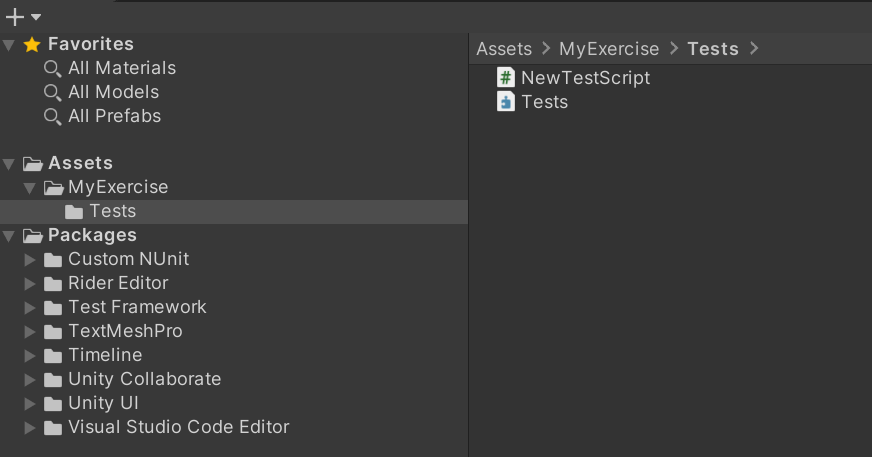 Favorites
All Materials
All Models
All Prefabs
Assets
MyExercise
Tests
Packages
Custom NUnit
Rider Editor
Test Framework
TextMeshPro
Timeline
Unity Collaborate
Unity UI
Visual Studio Code Editor
Assets > MyExercise > Tests >
NewTestScript
Tests